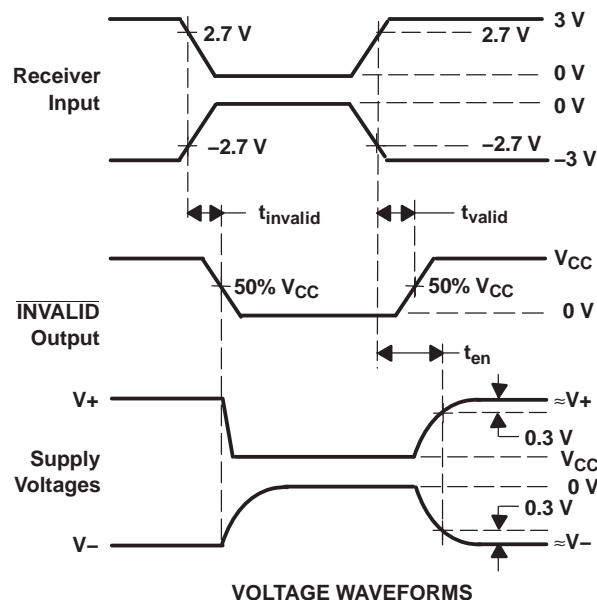 3 V
2.7 V
2.7 V
Receiver
Input
0 V
0 V
–2.7 V
–2.7 V
–3 V
tinvalid
tvalid
VCC
50% VCC
50% VCC
INVALID
Output
0 V
ten
V+
≈V+
0.3 V
Supply
Voltages
VCC
0 V
0.3 V
V–
≈V–
VOLTAGE WAVEFORMS